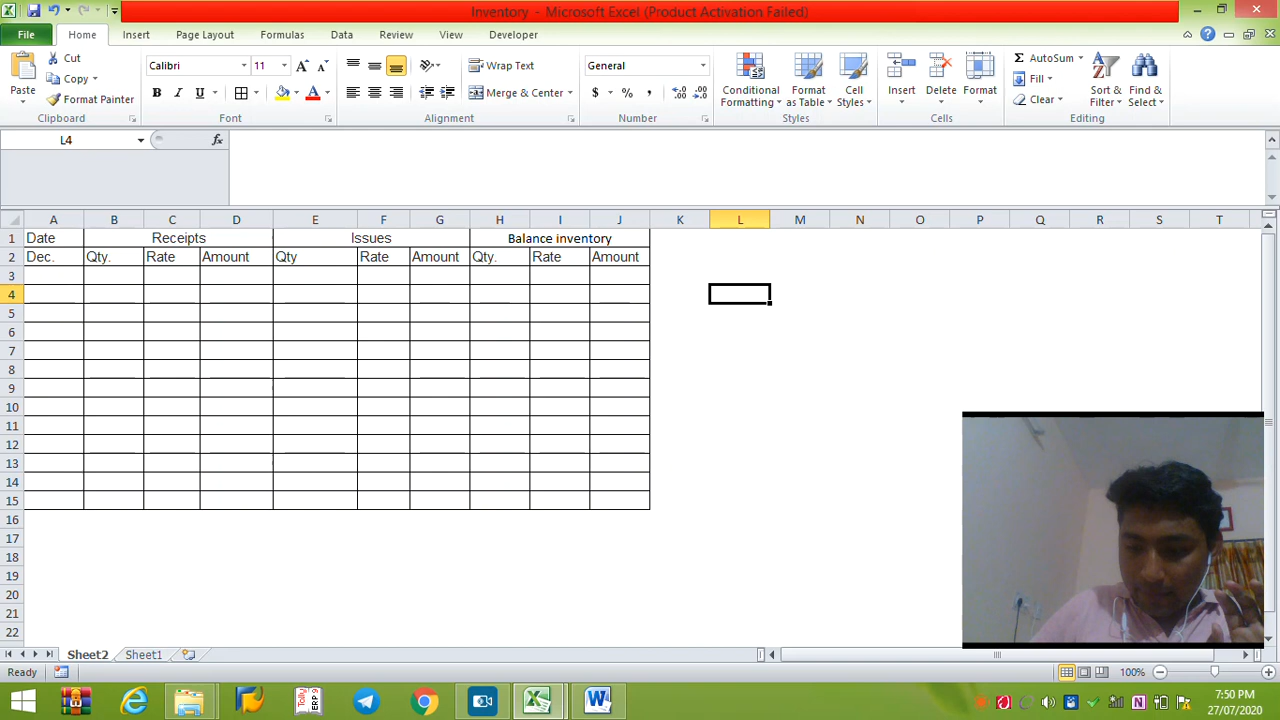 Inventory - Microsoft Excel (Product Activation Failed)
File Home Insert Page Layout Formulas Data Review View Developer
Paste
Cut
Copy
Format Painter
Clipboard
Calibri 11
B I U
Font
Wrap Text
Merge & Center
Alignment
General
$ % ,
Number
Conditional Formatting
Format as Table
Cell Styles
Styles
Insert
Delete
Format
Cells
Σ AutoSum
Fill
Clear
Sort & Filter
Find & Select
Editing
L4
fx
A B C D E F G H I J K L M N O P Q R S T
1 Date Receipts Issues Balance inventory
2 Dec. Qty. Rate Amount Qty Rate Amount Qty. Rate Amount
3
4
5
6
7
8
9
10
11
12
13
14
15
16
17
18
19
20
21
22
Sheet2 Sheet1
Ready
100%
Tally ERP 9
7:50 PM
27/07/2020